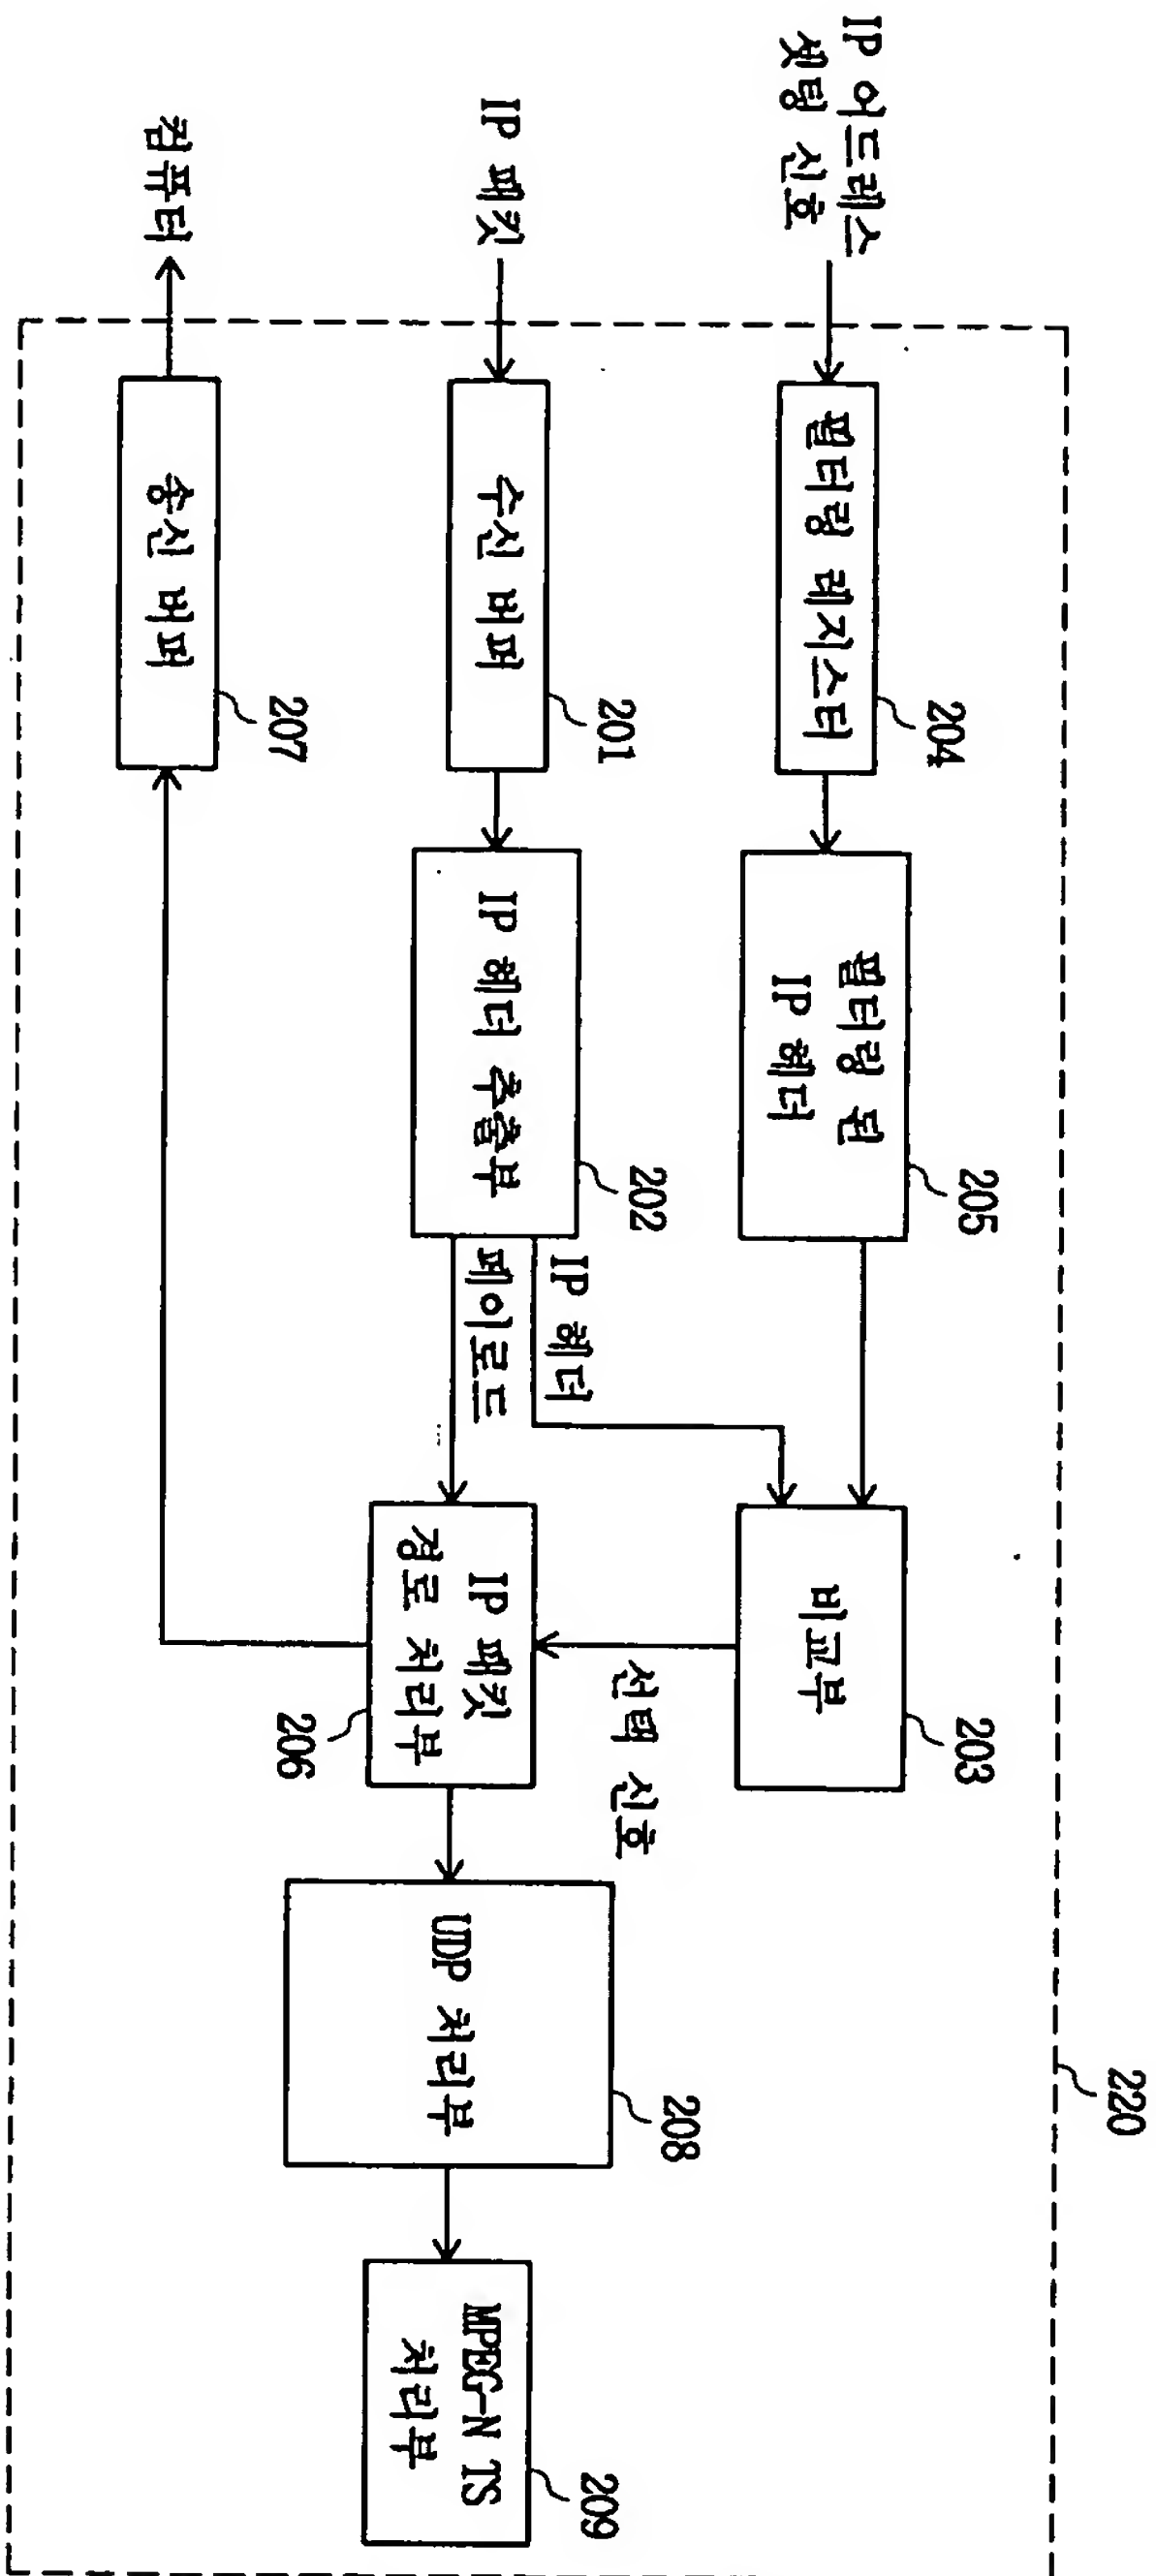 220
IP 어드레스
셋팅 신호
필터링 레지스터
204
필터링 된
IP 헤더
205
비교부
203
선택 신호
IP 패킷
수신 버퍼
201
IP 헤더 추출부
202
IP 헤더
페이로드
IP 패킷
경로 처리부
206
UDP 처리부
208
MPEG-N TS
처리부
209
컴퓨터
송신 버퍼
207